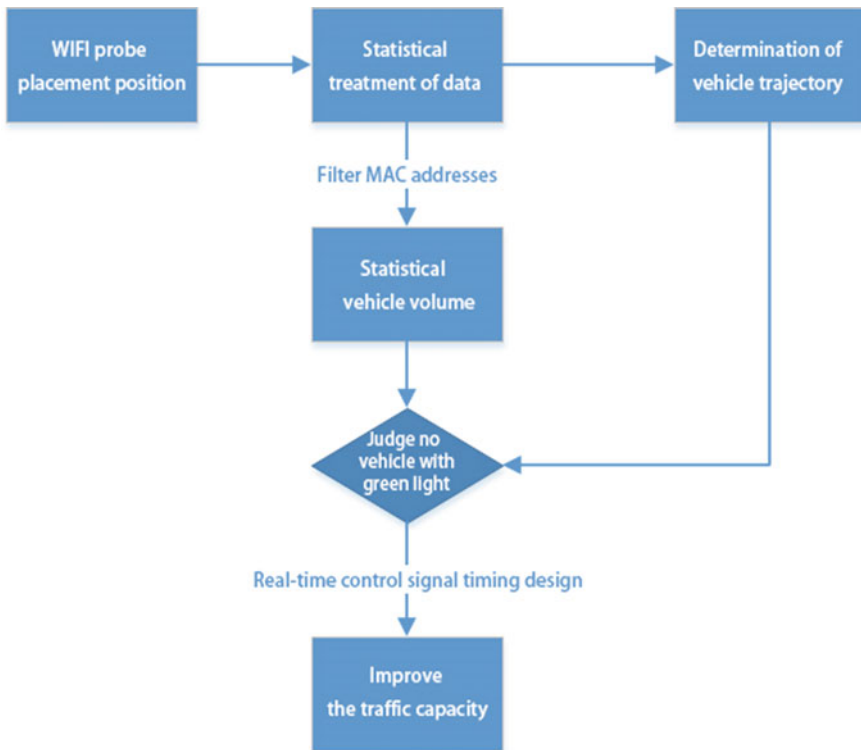 WIFI probe
placement position
Statistical
treatment of data
Determination of
vehicle trajectory
Filter MAC addresses
Statistical
vehicle volume
Judge no
vehicle with
green light
Real-time control signal timing design
Improve
the traffic capacity